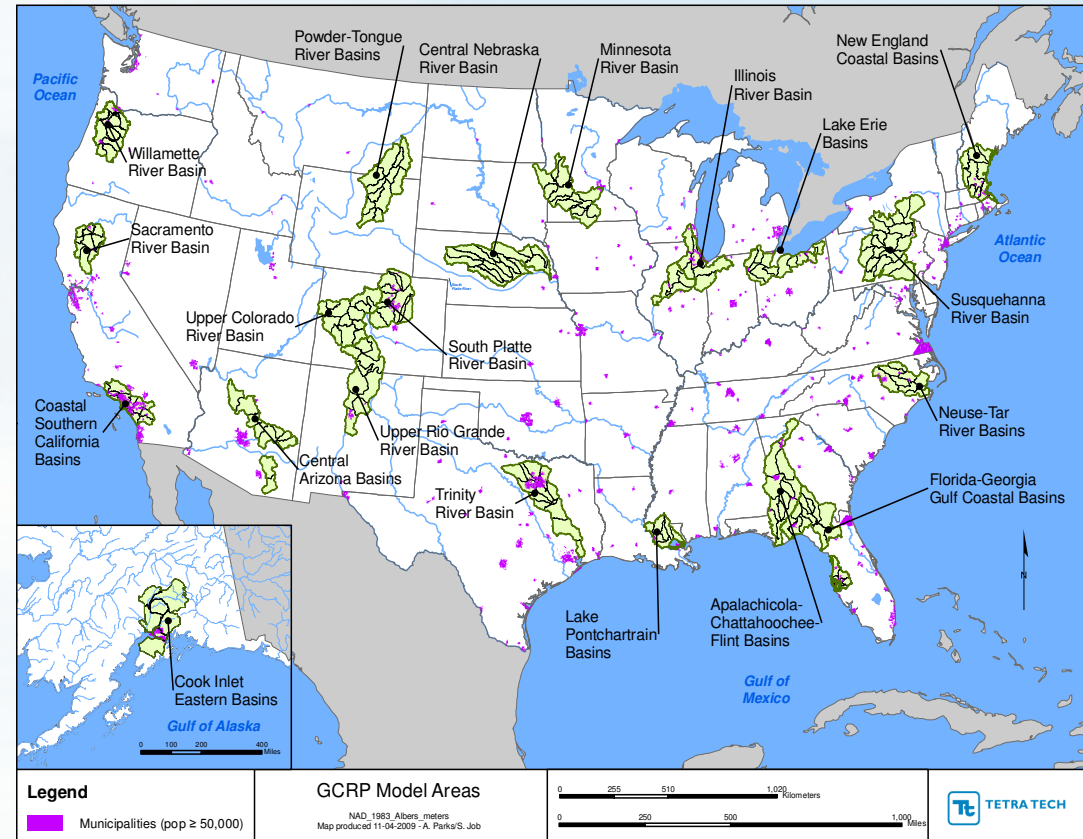 Powder-Tongue
River Basins
Central Nebraska
River Basin
Minnesota
River Basin
New England
Coastal Basins
Illinois
River Basin
Lake Erie
Basins
Pacific
Ocean
Willamette
River Basin
Sacramento
River Basin
Atlantic
Ocean
Susquehanna
River Basin
South
Platte River
Upper Colorado
River Basin
South Platte
River Basin
Coastal
Southern
California
Basins
Neuse-Tar
River Basins
Upper Rio Grande
River Basin
Central
Arizona Basins
Trinity
River Basin
Florida-Georgia
Gulf Coastal Basins
N
Lake
Pontchartrain
Basins
Apalachicola-
Chattahoochee-
Flint Basins
Gulf of
Mexico
Cook Inlet
Eastern Basins
Gulf of Alaska
0 100 200 400
Miles
Legend
Municipalities (pop ≥ 50,000)
GCRP Model Areas
NAD_1983_Albers_meters
Map produced 11-04-2009 - A. Parks/S. Job
0 255 510 1,020
Kilometers
0 250 500 1,000
Miles
Tt TETRA TECH